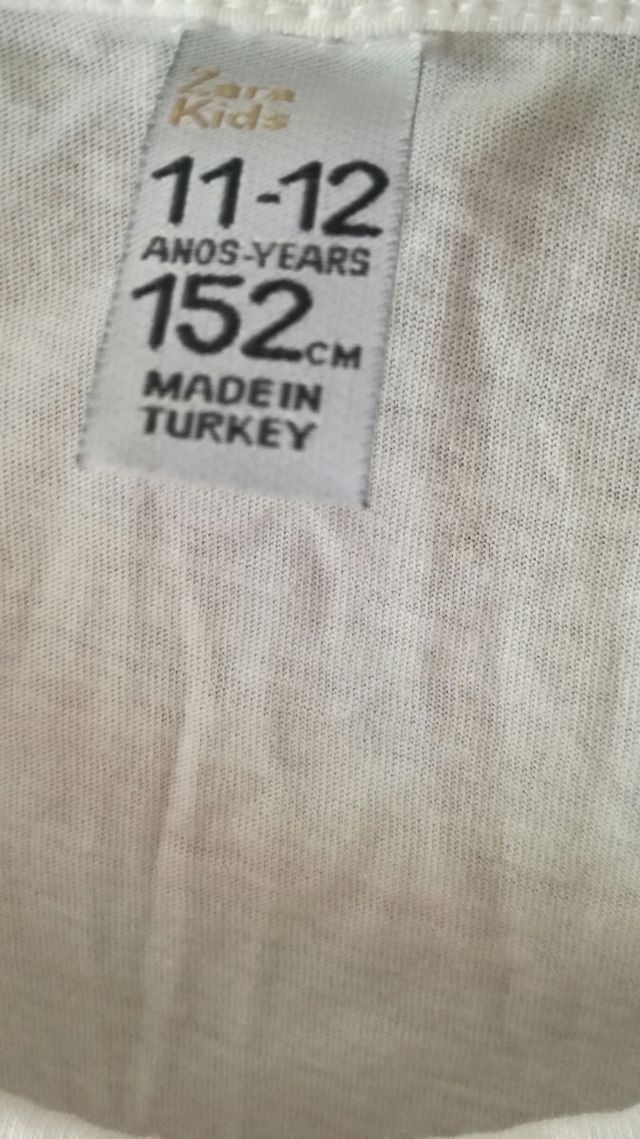 Zara
Kids
11-12
ANOS-YEARS
152CM
MADE IN
TURKEY